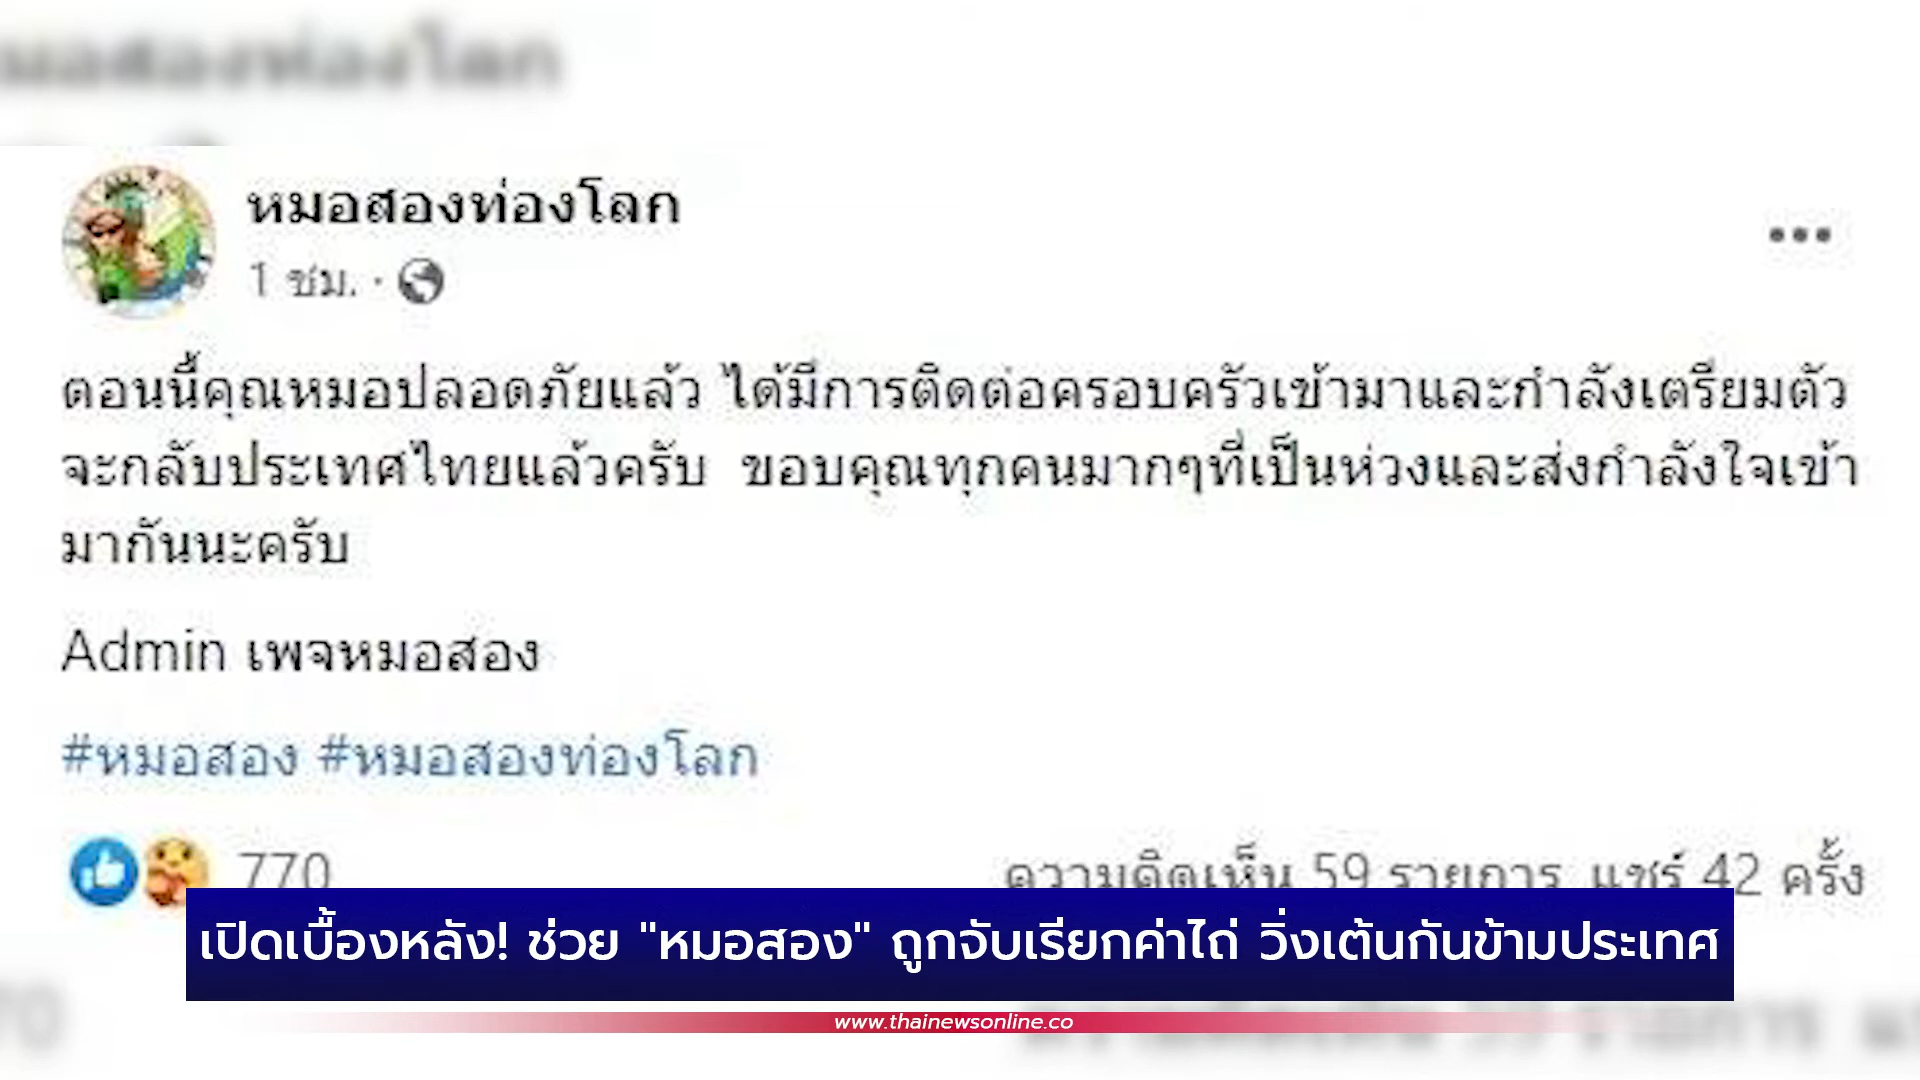 หมอสองท่องโลก
หมอสองท่องโลก
1 ชม. ·
ตอนนี้คุณหมอปลอดภัยแล้ว ได้มีการติดต่อครอบครัวเข้ามาและกำลังเตรียมตัว
จะกลับประเทศไทยแล้วครับ ขอบคุณทุกคนมากๆที่เป็นห่วงและส่งกำลังใจเข้า
มากันนะครับ
Admin เพจหมอสอง
#หมอสอง #หมอสองท่องโลก
770
ความคิดเห็น 59 รายการ แชร์ 42 ครั้ง
เปิดเบื้องหลัง! ช่วย "หมอสอง" ถูกจับเรียกค่าไถ่ วิ่งเต้นกันข้ามประเทศ
www.thainewsonline.co